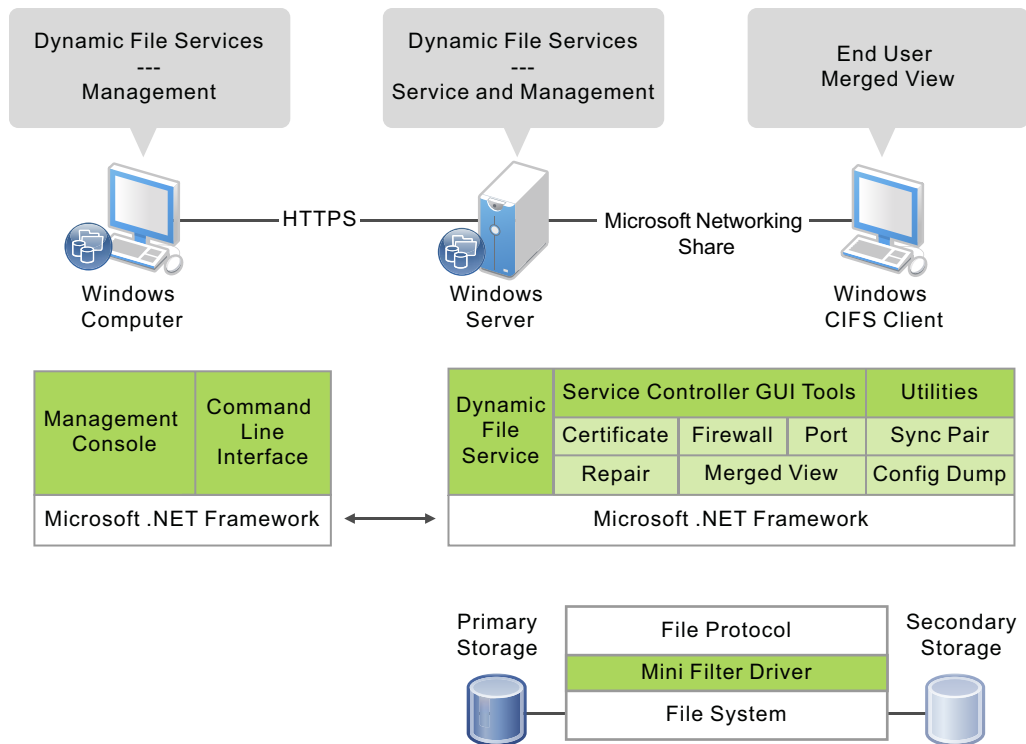 Dynamic File Services
---
Management
Dynamic File Services
---
Service and Management
End User
Merged View
HTTPS
Microsoft Networking
Share
Windows
Computer
Windows
Server
Windows
CIFS Client
Management
Console
Command
Line
Interface
Microsoft .NET Framework
Dynamic
File
Service
Service Controller GUI Tools
Utilities
Certificate
Firewall
Port
Sync Pair
Repair
Merged View
Config Dump
Microsoft .NET Framework
Primary
Storage
File Protocol
Mini Filter Driver
File System
Secondary
Storage